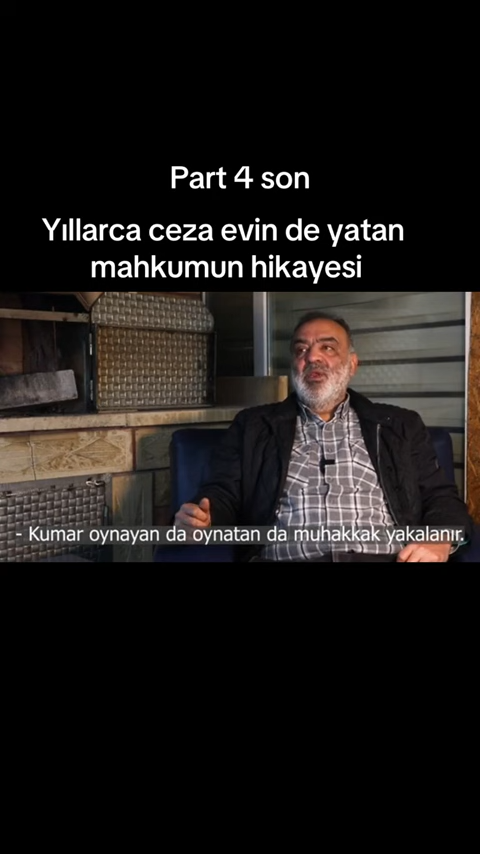 Part 4 son
Yıllarca ceza evin de yatan
mahkumun hikayesi
- Kumar oynayan da oynatan da muhakkak yakalanır.